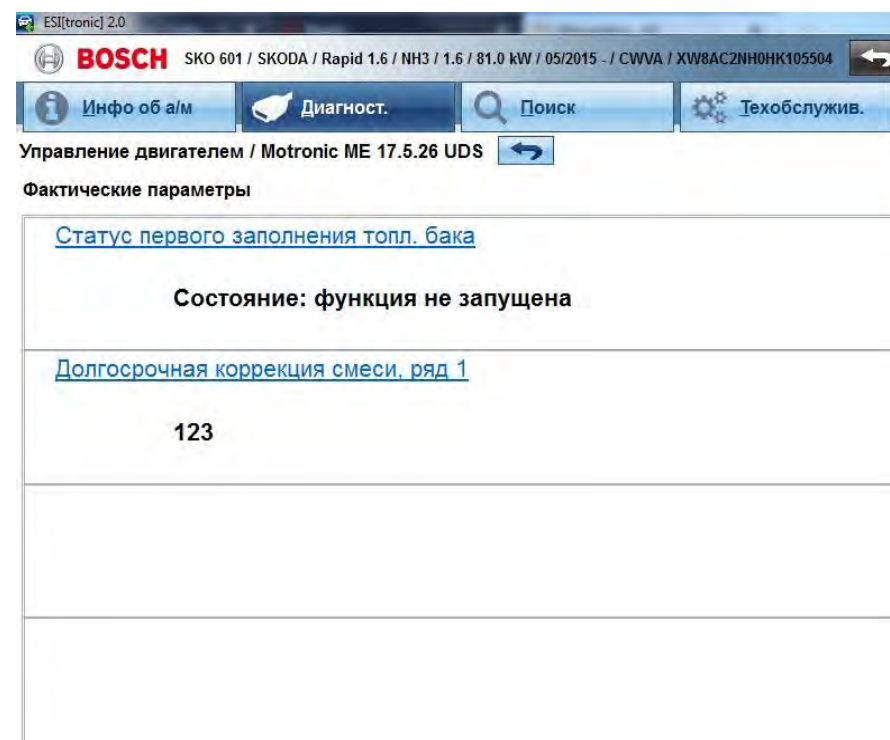 ESI[tronic] 2.0
BOSCH SKO 601 / SKODA / Rapid 1.6 / NH3 / 1.6 / 81.0 kW / 05/2015 - / CWVA / XW8AC2NH0HK105504
Инфо об а/м Диагност. Поиск Техобслужив.
Управление двигателем / Motronic ME 17.5.26 UDS
Фактические параметры
Статус первого заполнения топл. бака
Состояние: функция не запущена
Долгосрочная коррекция смеси, ряд 1
123